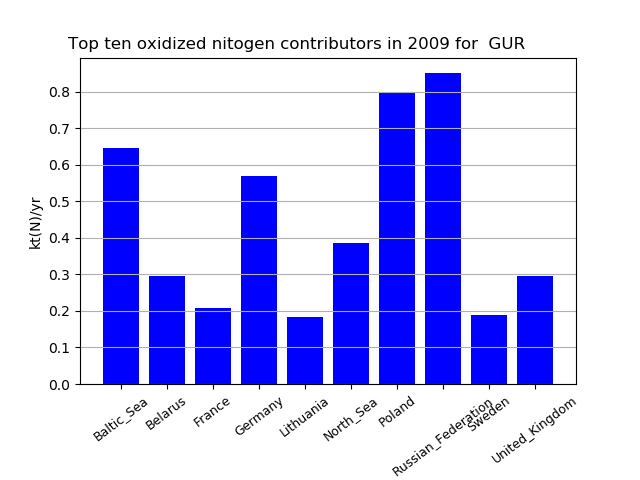 Top ten oxidized nitogen contributors in 2009 for  GUR
kt(N)/yr
0.8
0.7
0.6
0.5
0.4
0.3
0.2
0.1
0.0
Baltic_Sea
Belarus
France
Germany
Lithuania
North_Sea
Poland
Russian_Federation
Sweden
United_Kingdom